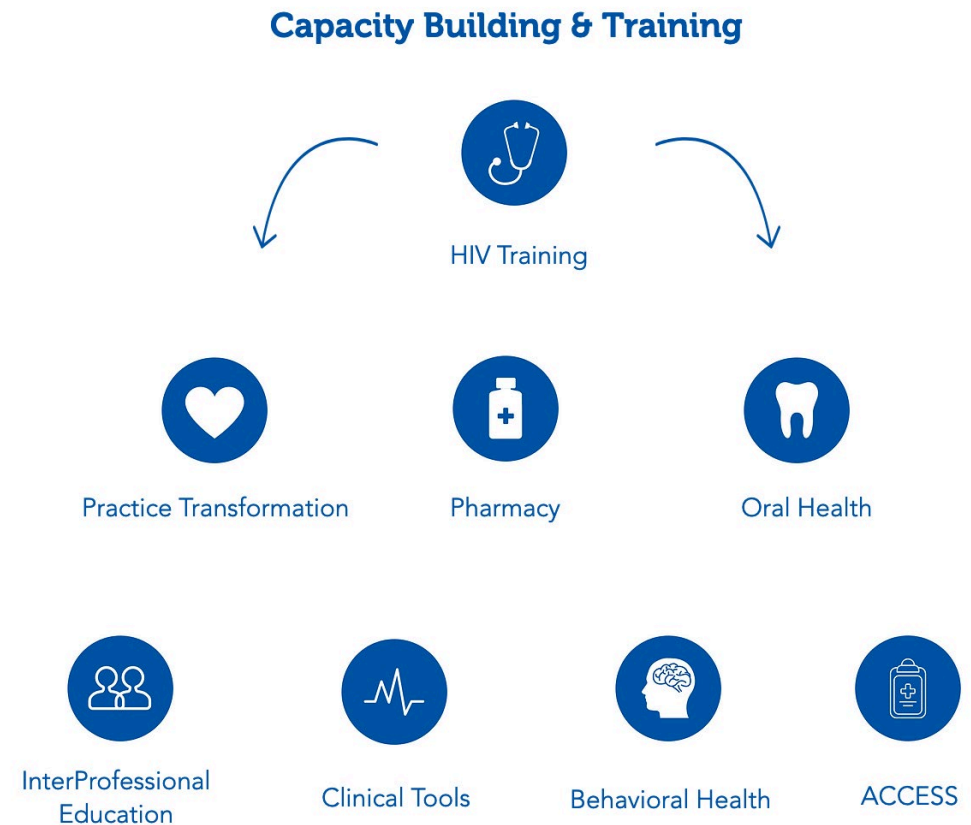 Capacity Building & Training
HIV Training
Practice Transformation
Pharmacy
Oral Health
InterProfessional
Education
Clinical Tools
Behavioral Health
ACCESS